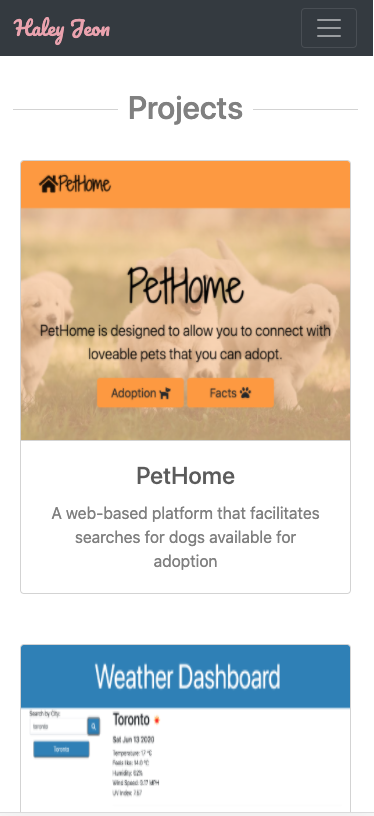 Haley Jeon
Projects
PetHome
PetHome
PetHome is designed to allow you to connect with
loveable pets that you can adopt.
Adoption Facts
PetHome
A web-based platform that facilitates
searches for dogs available for
adoption
Weather Dashboard
Search by City:
toronto
Toronto
Toronto
Sat Jun 13 2020
Temperature: 17 °C
Feels like: 14.0 °C
Humidity: 62%
Wind Speed: 0.17 MPH
UV Index: 7.67